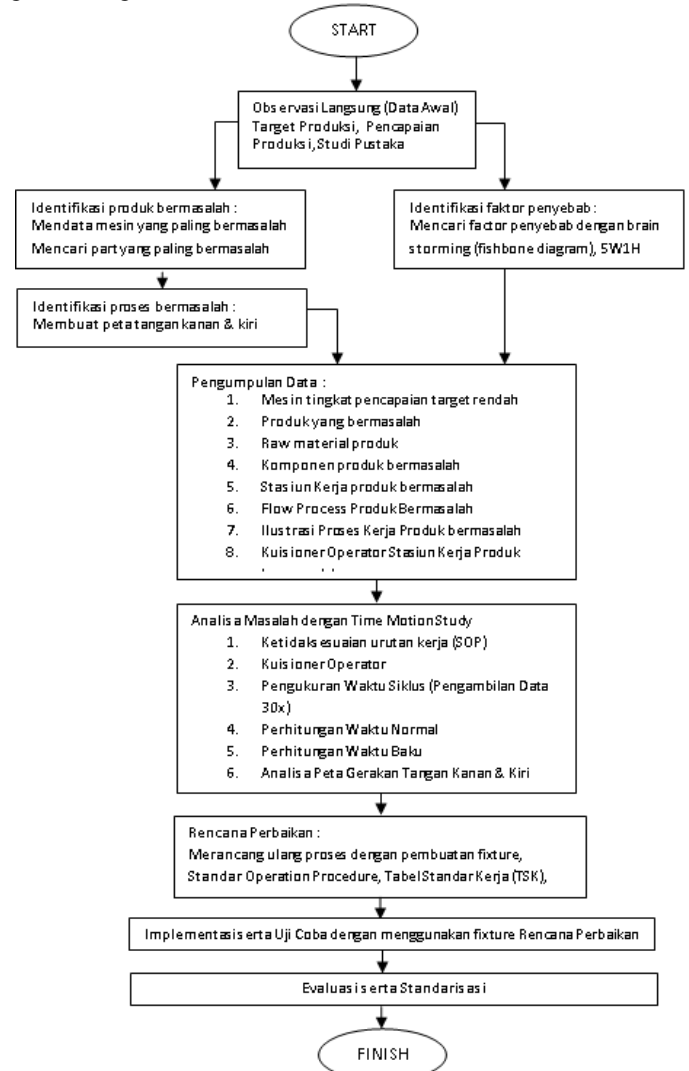 START
Observasi Langsung (Data Awal)
Target Produksi, Pencapaian
Produksi, Studi Pustaka
Identifikasi produk bermasalah :
Mendata mesin yang paling bermasalah
Mencari part yang paling bermasalah
Identifikasi faktor penyebab :
Mencari factor penyebab dengan brain
storming (fishbone diagram), 5W1H
Identifikasi proses bermasalah :
Membuat peta tangan kanan & kiri
Pengumpulan Data :
1. Mesin tingkat pencapaian target rendah
2. Produk yang bermasalah
3. Raw material produk
4. Komponen produk bermasalah
5. Stasiun Kerja produk bermasalah
6. Flow Process Produk Bermasalah
7. Ilustrasi Proses Kerja Produk bermasalah
8. Kuisioner Operator Stasiun Kerja Produk
Analisa Masalah dengan Time Motion Study
1. Ketidaksesuaian urutan kerja (SOP)
2. Kuisioner Operator
3. Pengukuran Waktu Siklus (Pengambilan Data
30x)
4. Perhitungan Waktu Normal
5. Perhitungan Waktu Baku
6. Analisa Peta Gerakan Tangan Kanan & Kiri
Rencana Perbaikan :
Merancang ulang proses dengan pembuatan fixture,
Standar Operation Procedure, Tabel Standar Kerja (TSK),
Implementasi serta Uji Coba dengan menggunakan fixture Rencana Perbaikan
Evaluasi serta Standarisasi
FINISH